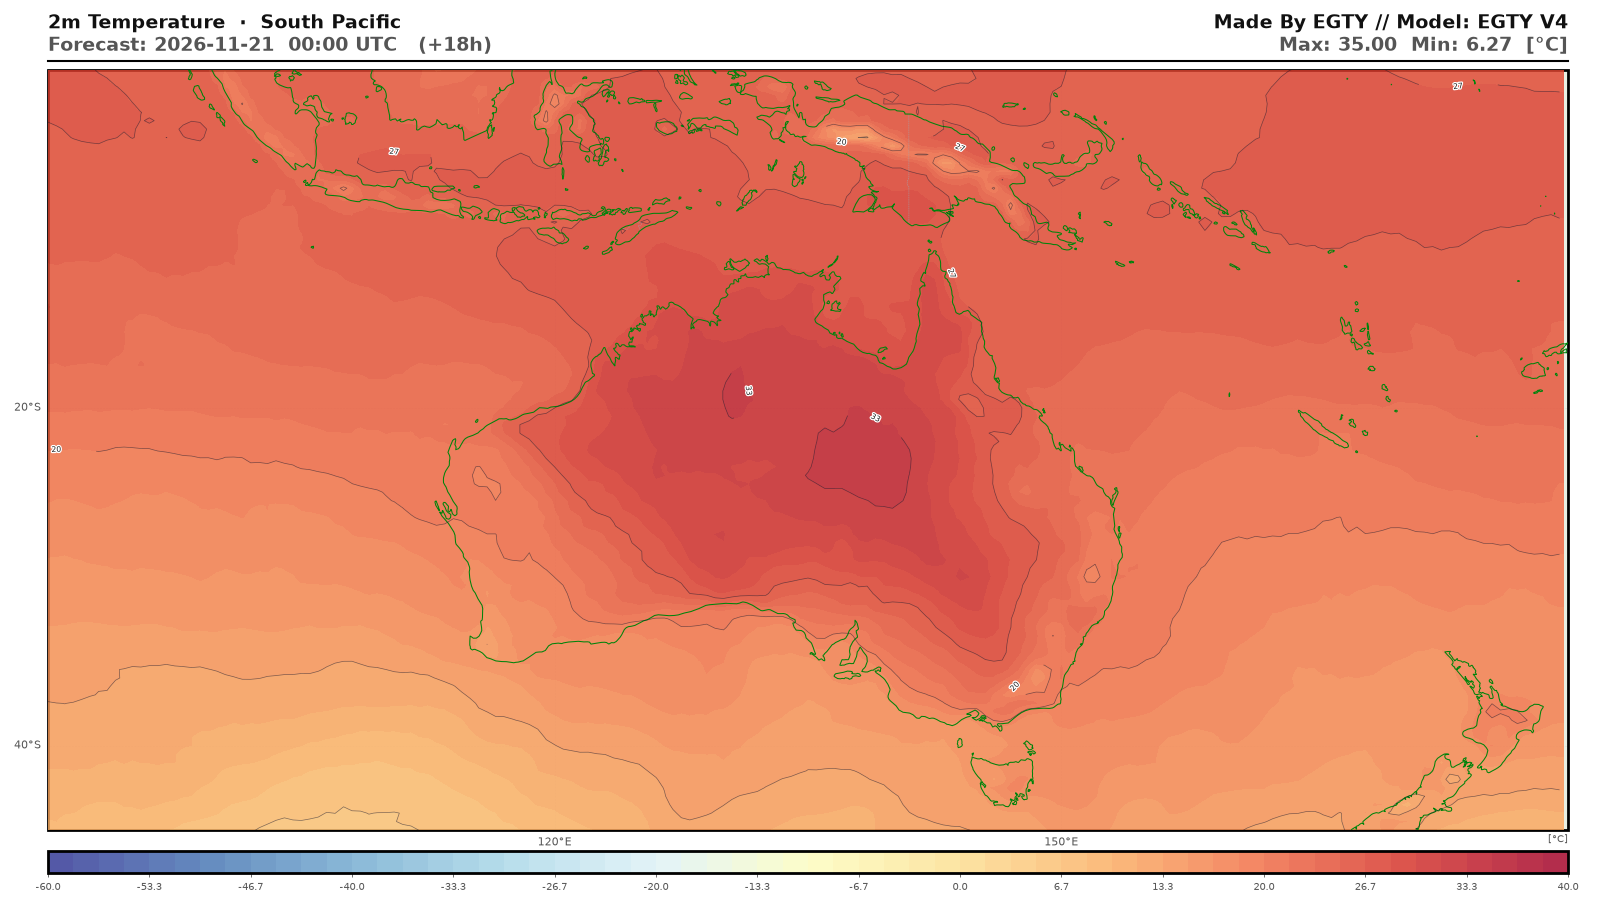 2m Temperature · South Pacific
Made By EGTY // Model: EGTY V4
Forecast: 2026-11-21 00:00 UTC (+18h)
Max: 35.00 Min: 6.27 [°C]
27
27
20
27
27
33
33
20°S
20
20
40°S
120°E
150°E
[°C]
-60.0 -53.3 -46.7 -40.0 -33.3 -26.7 -20.0 -13.3 -6.7 0.0 6.7 13.3 20.0 26.7 33.3 40.0